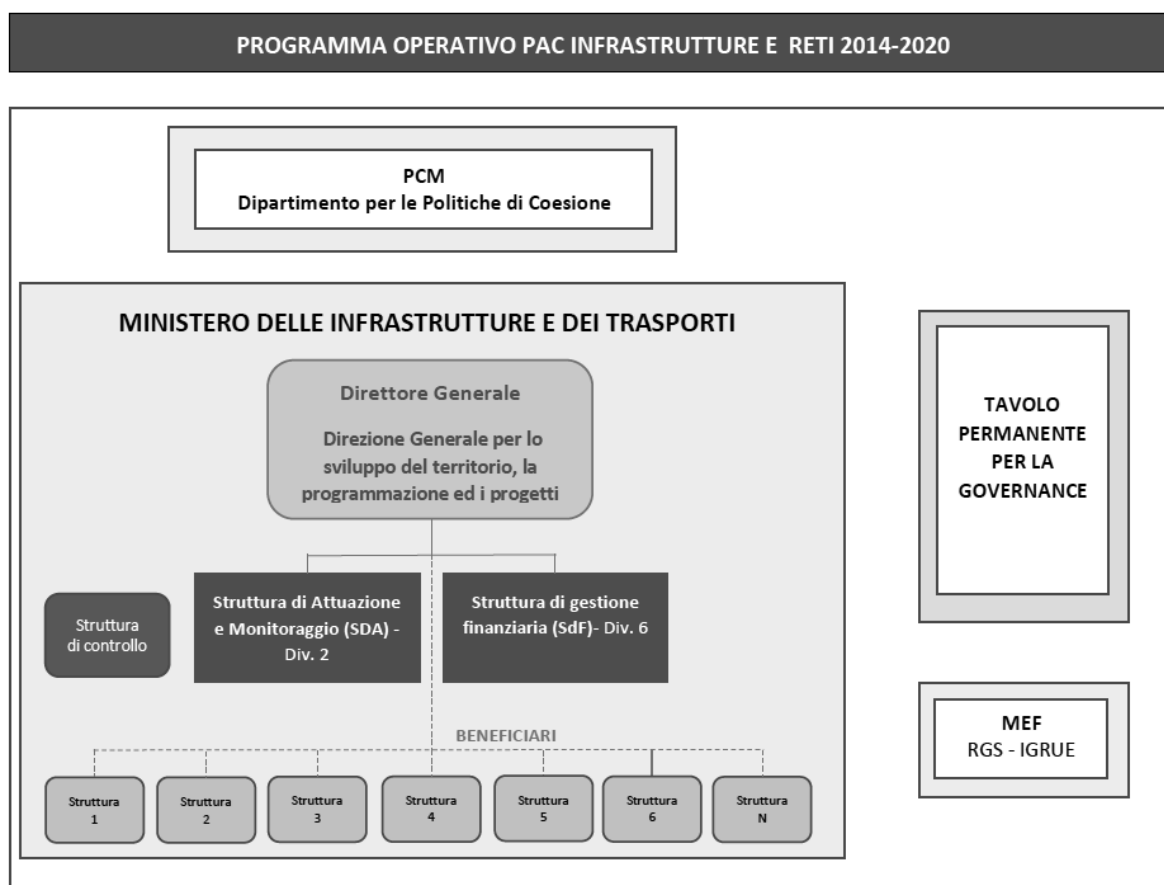 PROGRAMMA OPERATIVO PAC INFRASTRUTTURE E RETI 2014-2020
PCM
Dipartimento per le Politiche di Coesione
MINISTERO DELLE INFRASTRUTTURE E DEI TRASPORTI
Direttore Generale
Direzione Generale per lo
sviluppo del territorio, la
programmazione ed i progetti
TAVOLO
PERMANENTE
PER LA
GOVERNANCE
Struttura
di controllo
Struttura di Attuazione
e Monitoraggio (SDA) -
Div. 2
Struttura di gestione
finanziaria (SdF)- Div. 6
MEF
RGS - IGRUE
BENEFICIARI
Struttura
1
Struttura
2
Struttura
3
Struttura
4
Struttura
5
Struttura
6
Struttura
N